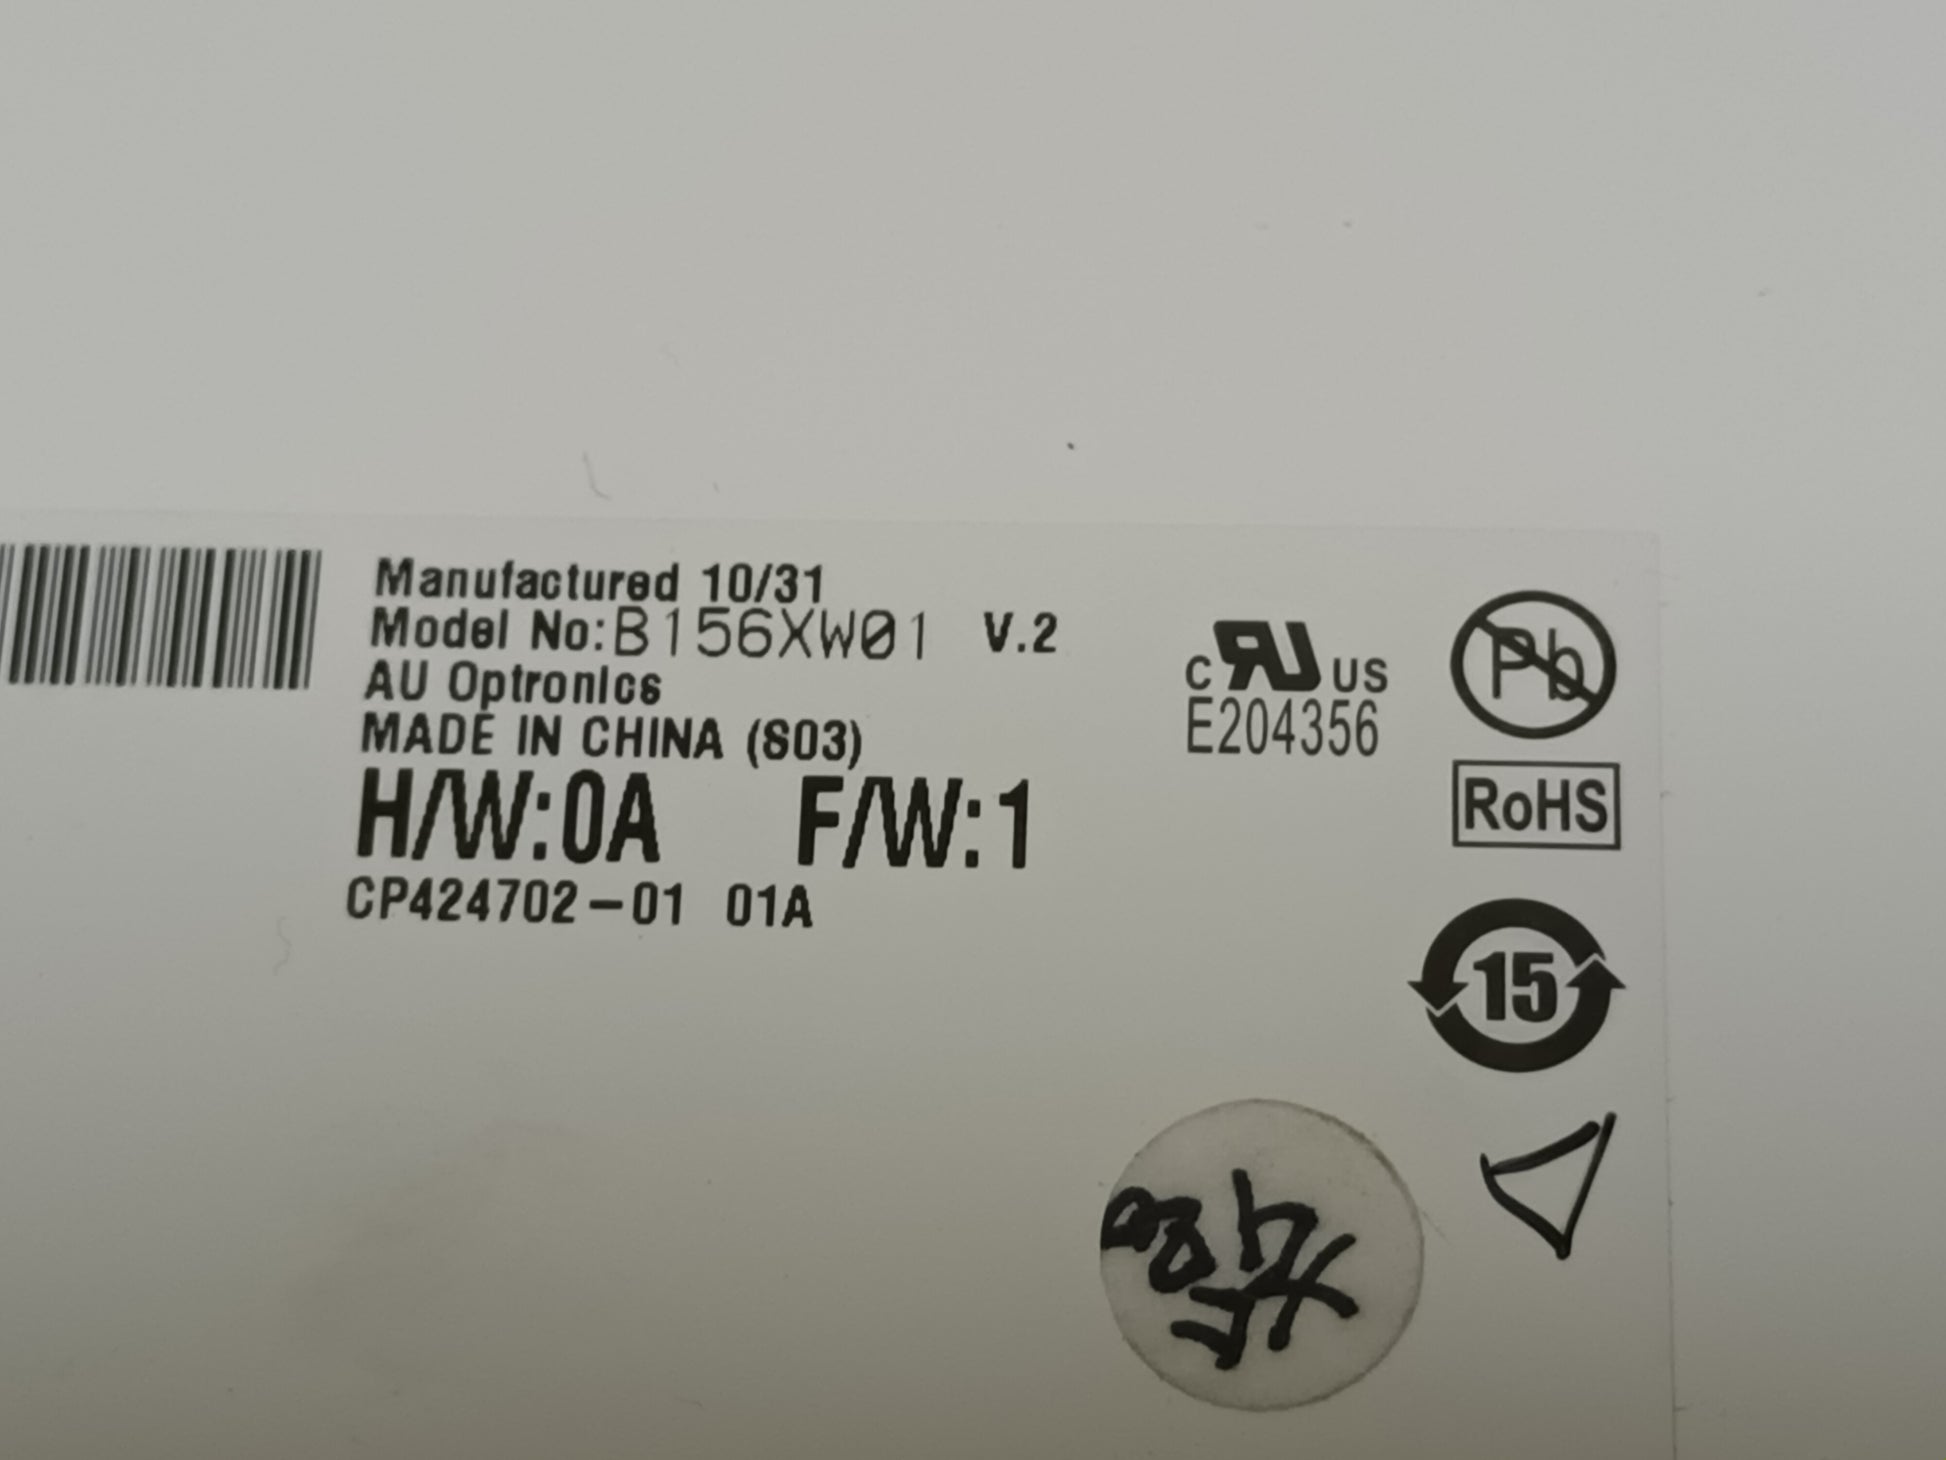 Manufactured 10/31
Model No:B156XW01 V.2
AU Optronics
MADE IN CHINA (S03)
H/W:0A F/W:1
CP424702-01 01A
c RU US
E204356
Pb
RoHS
15